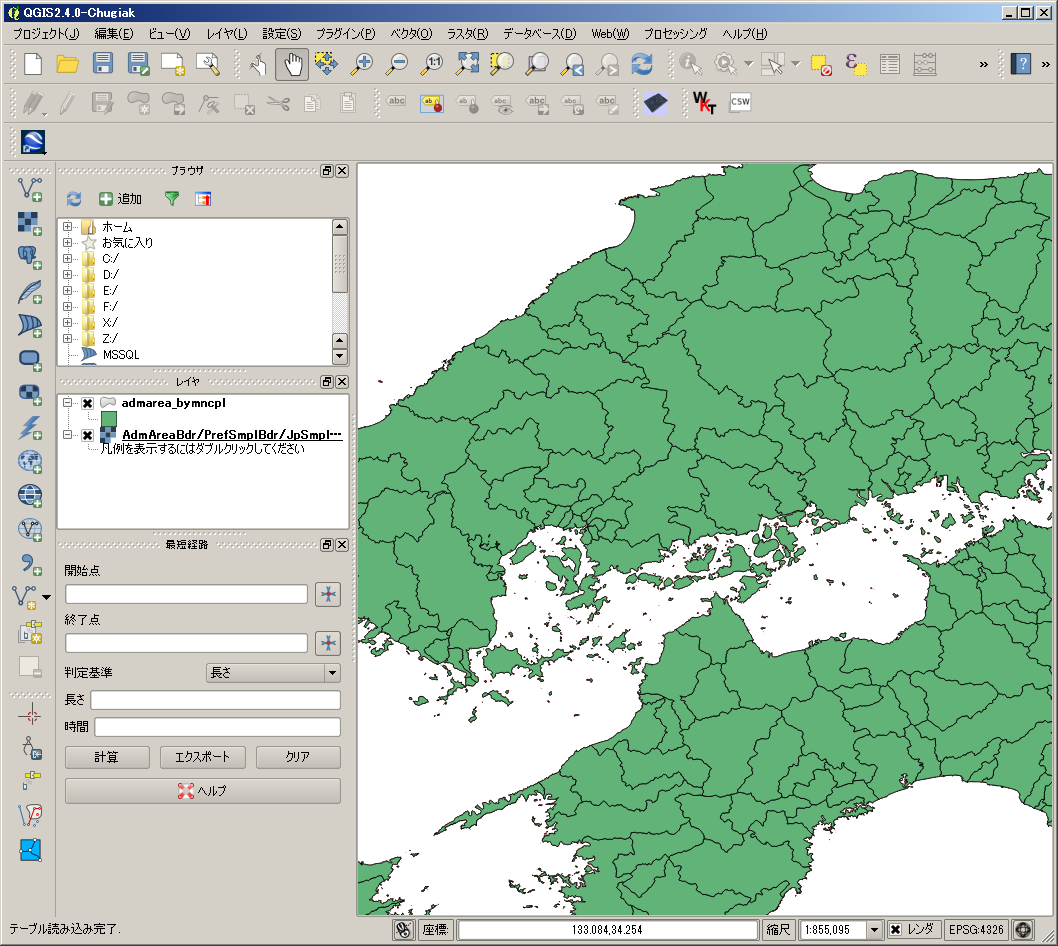 QGIS2.4.0-Chugiak
プロジェクト(J) 編集(E) ビュー(V) レイヤ(L) 設定(S) プラグイン(P) ベクタ(O) ラスタ(R) データベース(D) Web(W) プロセッシング ヘルプ(H)
1:1 ε ?
abc ab abc abc abc abc WKT CSW
ブラウザ
追加
ホーム
お気に入り
C:/
D:/
E:/
F:/
X:/
Z:/
MSSQL
レイヤ
admarea_bymncpl
AdmAreaBdr/PrefSmplBdr/JpSmpl…
凡例を表示するにはダブルクリックしてください
最短経路
開始点
終了点
判定基準 長さ
長さ
時間
計算 エクスポート クリア
ヘルプ
テーブル読み込み完了. 座標: 133.084,34.254 縮尺 1:855,095 レンダ EPSG:4326